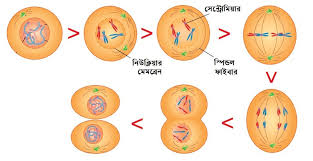 সেন্ট্রোমিয়ার
নিউক্লিয়ার
মেমব্রেন
স্পিন্ডল
ফাইবার